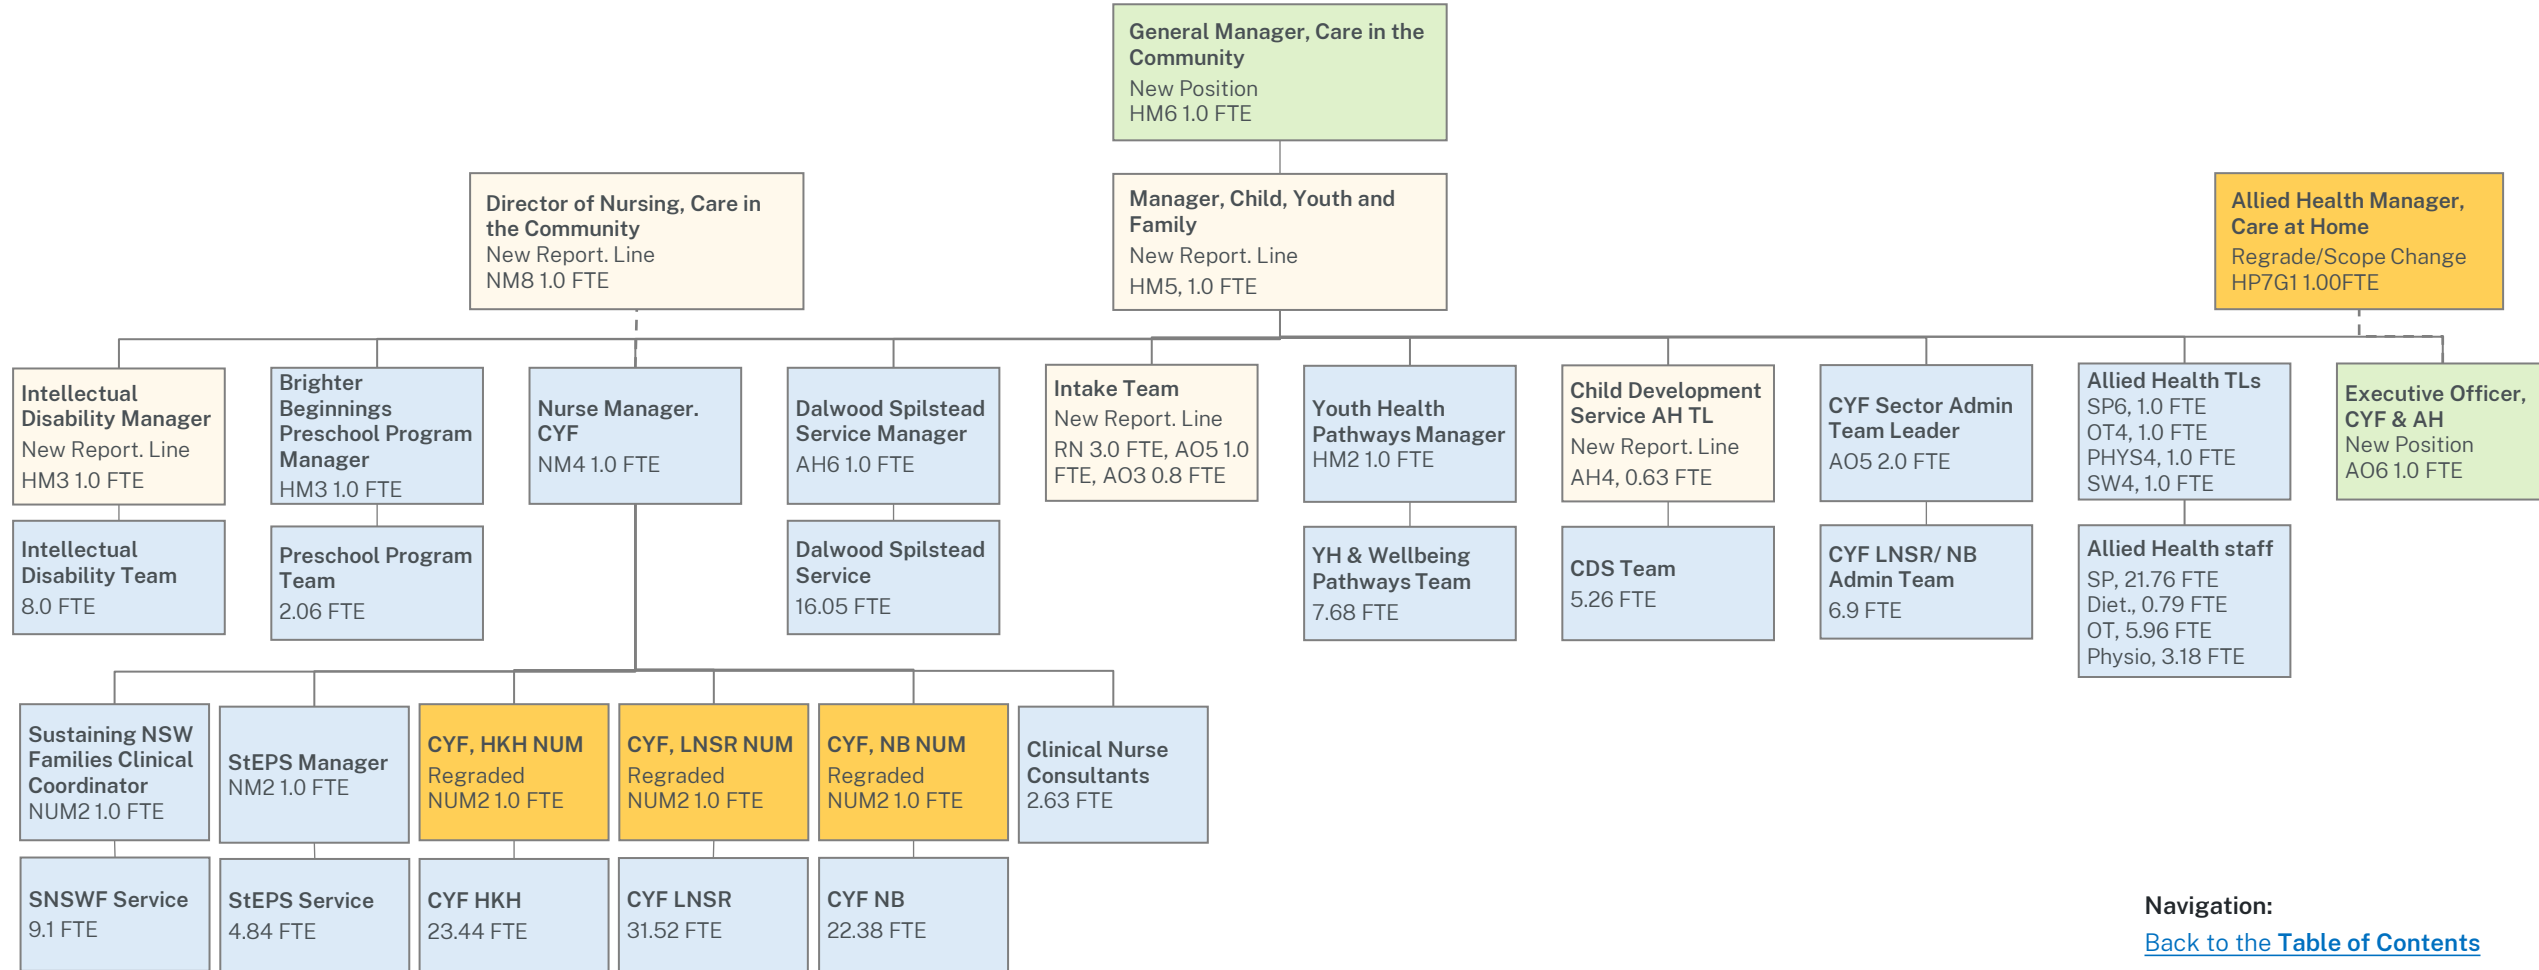 General Manager, Care in the
Community
New Position
HM6 1.0 FTE
Director of Nursing, Care in
the Community
New Report. Line
NM8 1.0 FTE
Manager, Child, Youth and
Family
New Report. Line
HM5, 1.0 FTE
Allied Health Manager,
Care at Home
Regrade/Scope Change
HP7G1 1.00FTE
Intellectual
Disability Manager
New Report. Line
HM3 1.0 FTE
Brighter
Beginnings
Preschool Program
Manager
HM3 1.0 FTE
Nurse Manager.
CYF
NM4 1.0 FTE
Dalwood Spilstead
Service Manager
AH6 1.0 FTE
Intake Team
New Report. Line
RN 3.0 FTE, AO5 1.0
FTE, AO3 0.8 FTE
Youth Health
Pathways Manager
HM2 1.0 FTE
Child Development
Service AH TL
New Report. Line
AH4, 0.63 FTE
CYF Sector Admin
Team Leader
AO5 2.0 FTE
Allied Health TLs
SP6, 1.0 FTE
OT4, 1.0 FTE
PHYS4, 1.0 FTE
SW4, 1.0 FTE
Executive Officer,
CYF & AH
New Position
AO6 1.0 FTE
Intellectual
Disability Team
8.0 FTE
Preschool Program
Team
2.06 FTE
Dalwood Spilstead
Service
16.05 FTE
YH & Wellbeing
Pathways Team
7.68 FTE
CDS Team
5.26 FTE
CYF LNSR/ NB
Admin Team
6.9 FTE
Allied Health staff
SP, 21.76 FTE
Diet., 0.79 FTE
OT, 5.96 FTE
Physio, 3.18 FTE
Sustaining NSW
Families Clinical
Coordinator
NUM2 1.0 FTE
StEPS Manager
NM2 1.0 FTE
CYF, HKH NUM
Regraded
NUM2 1.0 FTE
CYF, LNSR NUM
Regraded
NUM2 1.0 FTE
CYF, NB NUM
Regraded
NUM2 1.0 FTE
Clinical Nurse
Consultants
2.63 FTE
SNSWF Service
9.1 FTE
StEPS Service
4.84 FTE
CYF HKH
23.44 FTE
CYF LNSR
31.52 FTE
CYF NB
22.38 FTE
Navigation:
Back to the Table of Contents